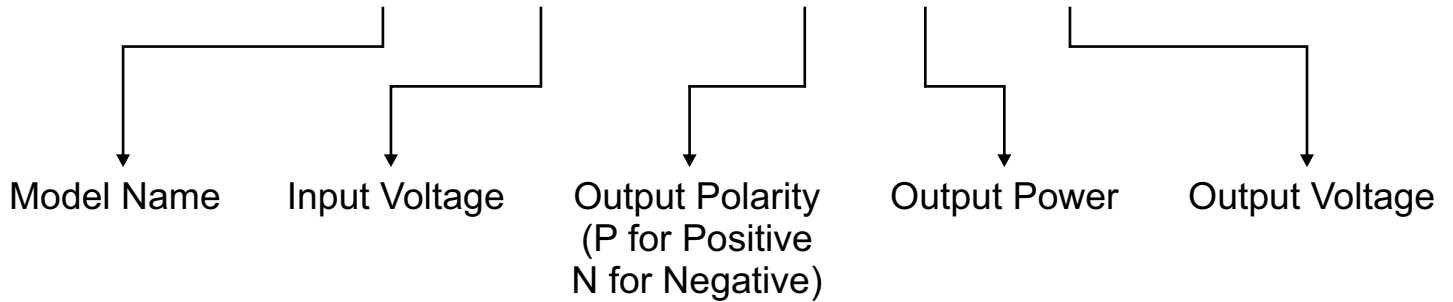 Model Name
Input Voltage
Output Polarity
(P for Positive
N for Negative)
Output Power
Output Voltage